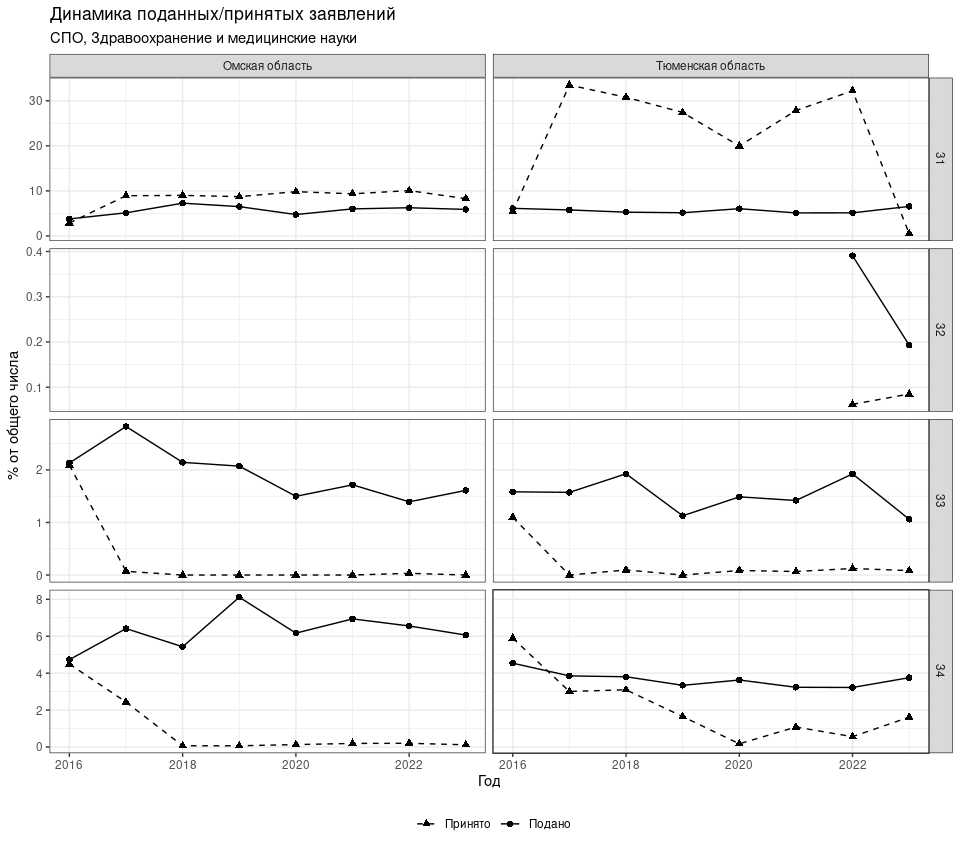 Динамика поданных/принятых заявлений
СПО, Здравоохранение и медицинские науки
Омская область
Тюменская область
30
20
10
0
31
0.4
0.3
0.2
0.1
32
2
1
0
33
8
6
4
2
0
34
% от общего числа
2016 2018 2020 2022
2016 2018 2020 2022
Год
Принято Подано